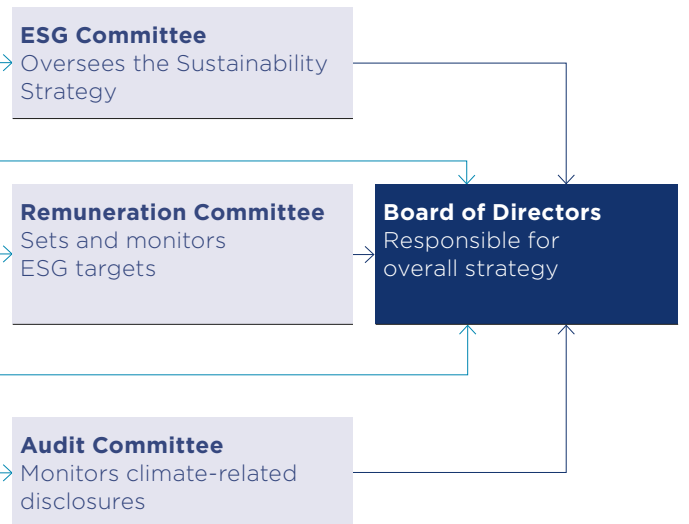 ESG Committee
Oversees the Sustainability
Strategy
Remuneration Committee
Sets and monitors
ESG targets
Board of Directors
Responsible for
overall strategy
Audit Committee
Monitors climate-related
disclosures